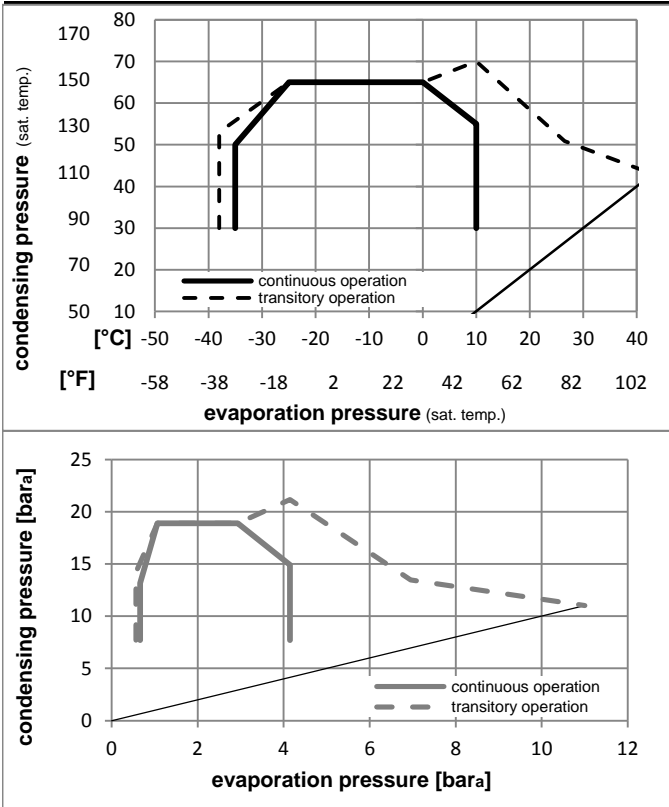 condensing pressure (sat. temp.)
170 80
150 70
60
130 50
110 40
90 30
70 20
50 10
continuous operation
transitory operation
[°C] -50 -40 -30 -20 -10 0 10 20 30 40
[°F] -58 -38 -18 2 22 42 62 82 102
evaporation pressure (sat. temp.)
condensing pressure [bara]
25
20
15
10
5
0
continuous operation
transitory operation
0 2 4 6 8 10 12
evaporation pressure [bara]